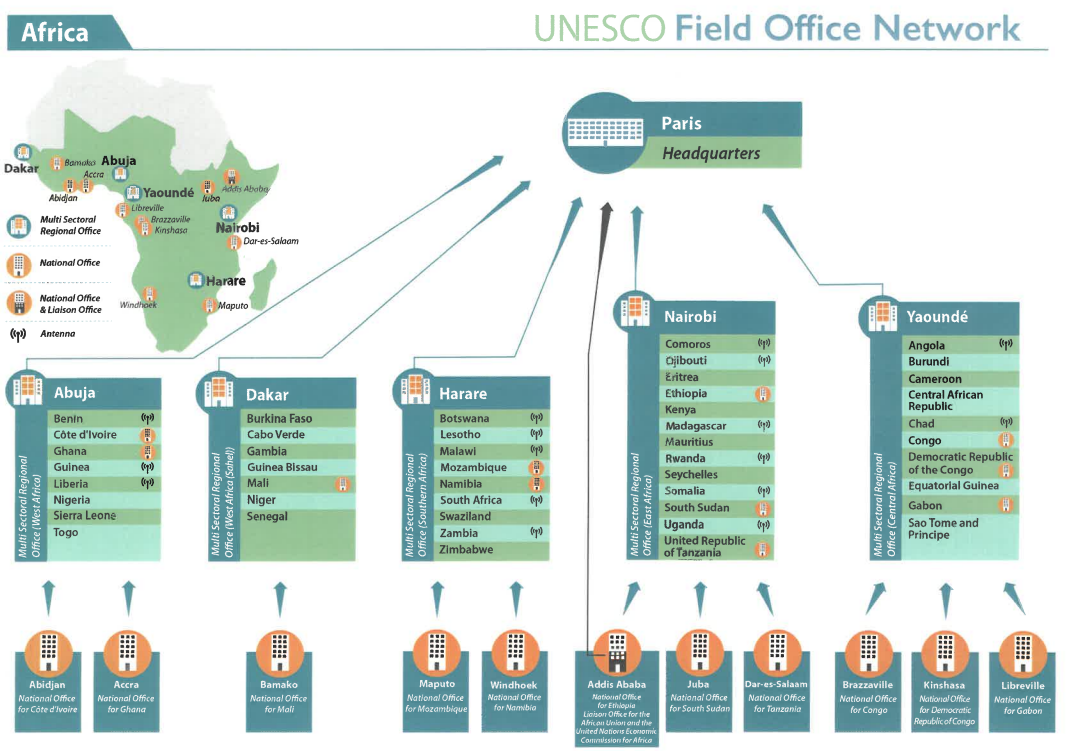 Africa
UNESCO Field Office Network
Paris
Headquarters
Dakar
Bamako
Abuja
Accra
Abidjan
Yaoundé
Juba
Addis Ababa
Libreville
Brazzaville
Kinshasa
Nairobi
Dar-es-Salaam
Harare
Windhoek
Maputo
Multi Sectoral
Regional Office
National Office
National Office
& Liaison Office
Antenna
Abuja
Multi Sectoral Regional
Office (West Africa)
Benin
Côte d'Ivoire
Ghana
Guinea
Liberia
Nigeria
Sierra Leone
Togo
Dakar
Multi Sectoral Regional
Office (West Africa (Sahel))
Burkina Faso
Cabo Verde
Gambia
Guinea Bissau
Mali
Niger
Senegal
Harare
Multi Sectoral Regional
Office (Southern Africa)
Botswana
Lesotho
Malawi
Mozambique
Namibia
South Africa
Swaziland
Zambia
Zimbabwe
Nairobi
Multi Sectoral Regional
Office (East Africa)
Comoros
Djibouti
Eritrea
Ethiopia
Kenya
Madagascar
Mauritius
Rwanda
Seychelles
Somalia
South Sudan
Uganda
United Republic
of Tanzania
Yaoundé
Multi Sectoral Regional
Office (Central Africa)
Angola
Burundi
Cameroon
Central African
Republic
Chad
Congo
Democratic Republic
of the Congo
Equatorial Guinea
Gabon
Sao Tome and
Principe
Abidjan
National Office
for Côte d'Ivoire
Accra
National Office
for Ghana
Bamako
National Office
for Mali
Maputo
National Office
for Mozambique
Windhoek
National Office
for Namibia
Addis Ababa
National Office
for Ethiopia
Liaison Office for the
African Union and the
United Nations Economic
Commission for Africa
Juba
National Office
for South Sudan
Dar-es-Salaam
National Office
for Tanzania
Brazzaville
National Office
for Congo
Kinshasa
National Office
for Democratic
Republic of Congo
Libreville
National Office
for Gabon